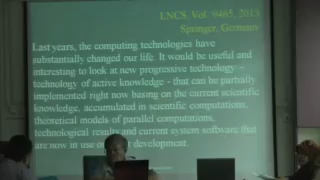 LNCS, Vol. 9465, 2015
Springer, Germany
Last years, the computing technologies have
substantially changed our life. It would be useful and
interesting to look at new progressive technology –
technology of active knowledge - that can be partially
implemented right now basing on the current scientific
knowledge, accumulated in scientific computations,
theoretical models of parallel computations,
technological results and current system software that
are now in use or development.